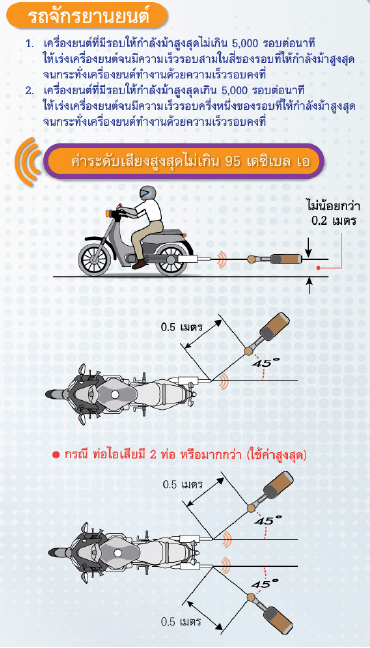 รถจักรยานยนต์
1. เครื่องยนต์ที่มีรอบให้กำลังม้าสูงสุดไม่เกิน 5,000 รอบต่อนาที
ให้เร่งเครื่องยนต์จนมีความเร็วรอบสามในสี่ของรอบที่ให้กำลังม้าสูงสุด
จนกระทั่งเครื่องยนต์ทำงานด้วยความเร็วรอบคงที่
2. เครื่องยนต์ที่มีรอบให้กำลังม้าสูงสุดเกิน 5,000 รอบต่อนาที
ให้เร่งเครื่องยนต์จนมีความเร็วรอบครึ่งหนึ่งของรอบที่ให้กำลังม้าสูงสุด
จนกระทั่งเครื่องยนต์ทำงานด้วยความเร็วรอบคงที่
ค่าระดับเสียงสูงสุดไม่เกิน 95 เดซิเบล เอ
ไม่น้อยกว่า
0.2 เมตร
0.5 เมตร
45°
• กรณี ท่อไอเสียมี 2 ท่อ หรือมากกว่า (ใช้ค่าสูงสุด)
0.5 เมตร
45°
45°
0.5 เมตร